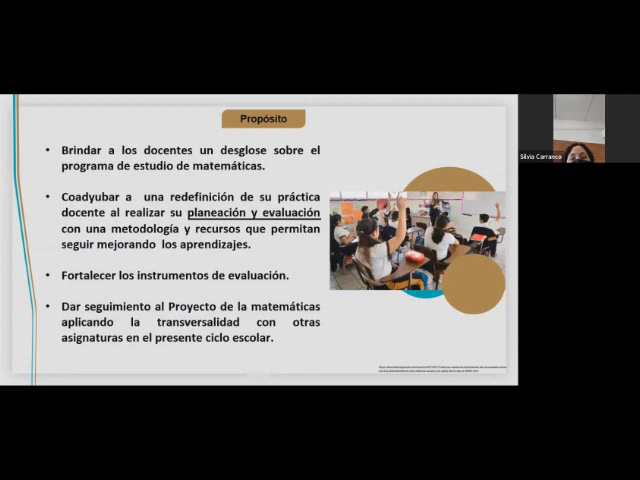 Propósito
• Brindar a los docentes un desglose sobre el
programa de estudio de matemáticas.
• Coadyubar a una redefinición de su práctica
docente al realizar su planeación y evaluación
con una metodología y recursos que permitan
seguir mejorando los aprendizajes.
• Fortalecer los instrumentos de evaluación.
• Dar seguimiento al Proyecto de la matemáticas
aplicando la transversalidad con otras
asignaturas en el presente ciclo escolar.
Silvia Carranco